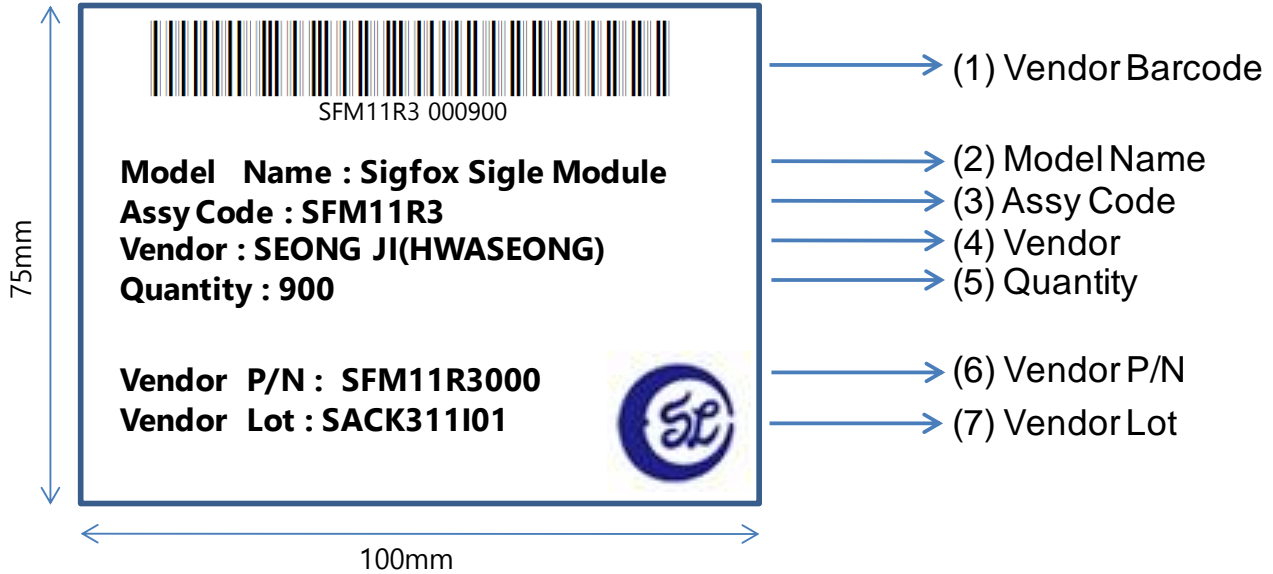 SFM11R3 000900
(1) Vendor Barcode
Model Name : Sigfox Sigle Module
(2) Model Name
Assy Code : SFM11R3
(3) Assy Code
Vendor : SEONG JI(HWASEONG)
(4) Vendor
Quantity : 900
(5) Quantity
75mm
Vendor P/N : SFM11R3000
(6) Vendor P/N
Vendor Lot : SACK311I01
(7) Vendor Lot
SL
100mm